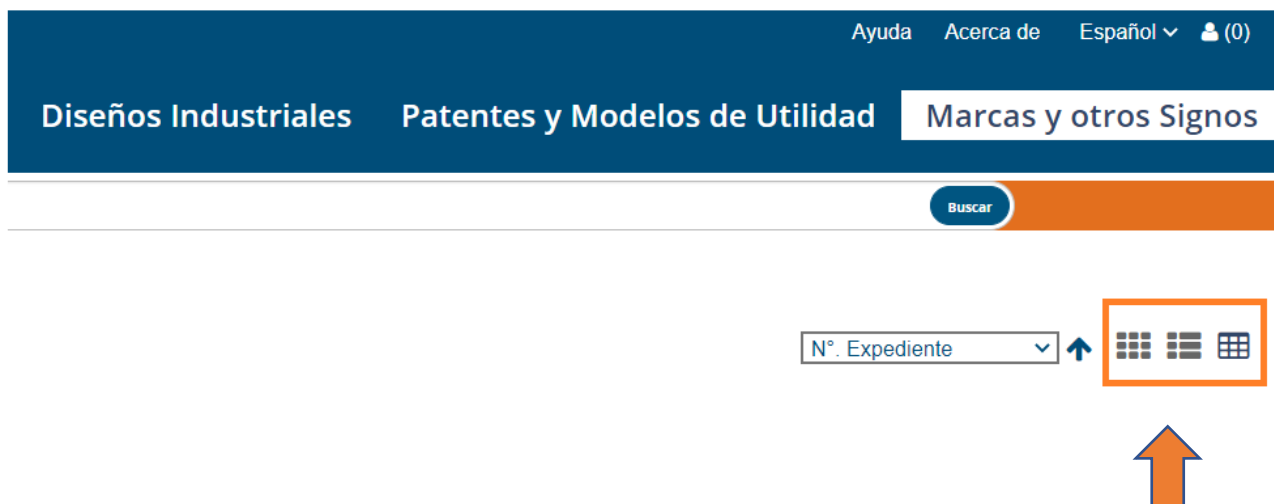 Ayuda Acerca de Español (0)
Diseños Industriales Patentes y Modelos de Utilidad Marcas y otros Signos
Buscar
N°. Expediente